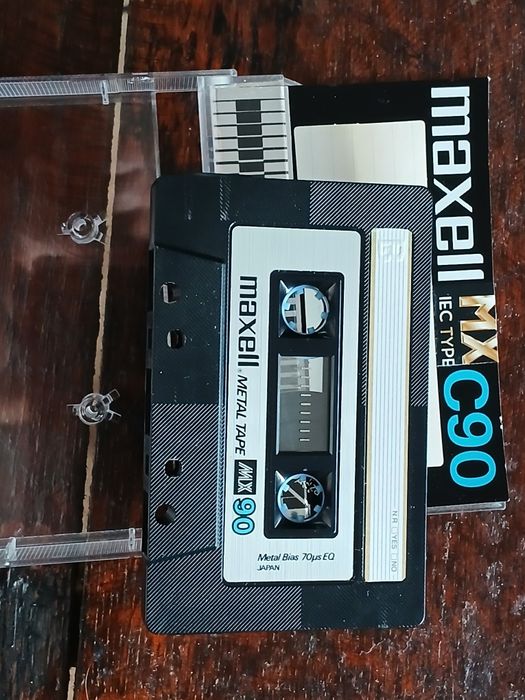 maxell
MX C90
IEC TYPE
maxell METAL TAPE MX 90
Metal Bias 70µs EQ
JAPAN
N.R. YES NO